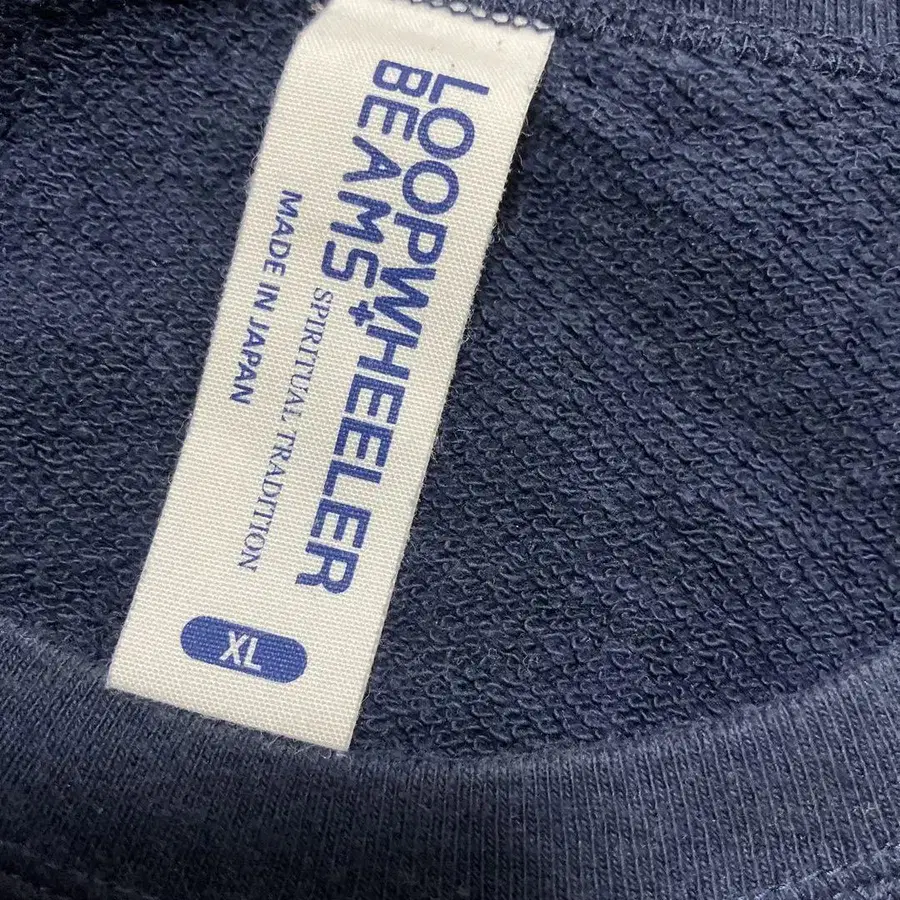 LOOPWHEELER
BEAMS+
SPIRITUAL TRADITION
MADE IN JAPAN
XL